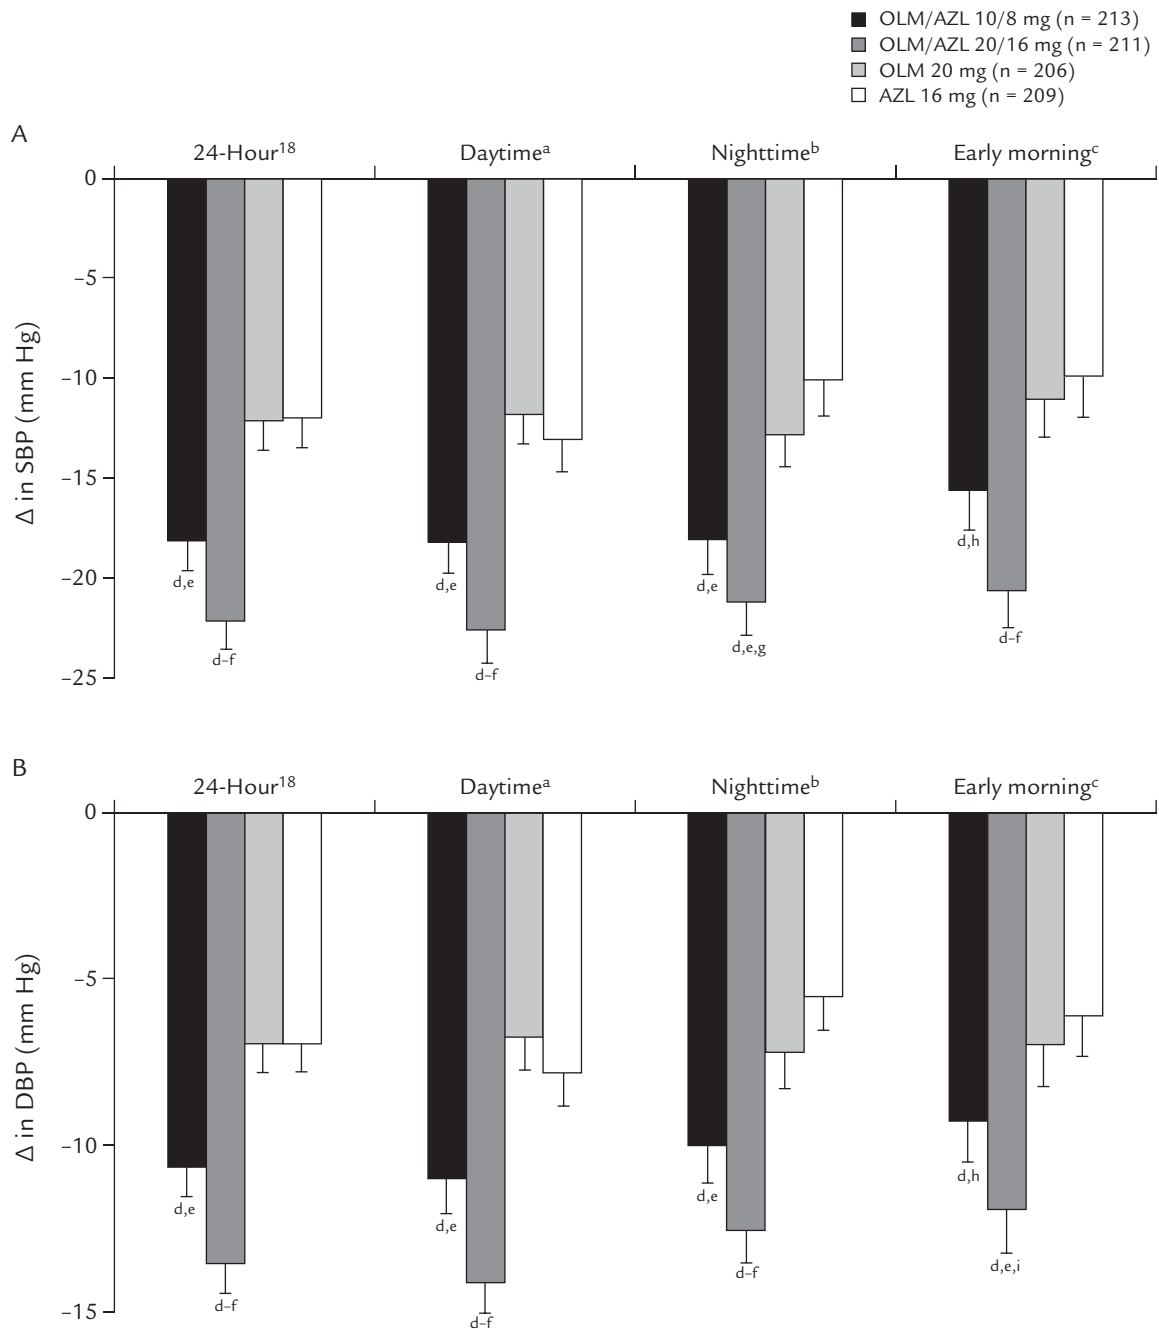 OLM/AZL 10/8 mg (n = 213)
OLM/AZL 20/16 mg (n = 211)
OLM 20 mg (n = 206)
AZL 16 mg (n = 209)
A
24-Hour18 Daytimea Nighttimeb Early morningc
0
–5
–10
–15
–20
–25
Δ in SBP (mm Hg)
d,e d–f d,e d–f d,e d,e,g d,h d–f
B
24-Hour18 Daytimea Nighttimeb Early morningc
0
–5
–10
–15
Δ in DBP (mm Hg)
d,e d–f d,e d–f d,e d–f d,h d,e,i